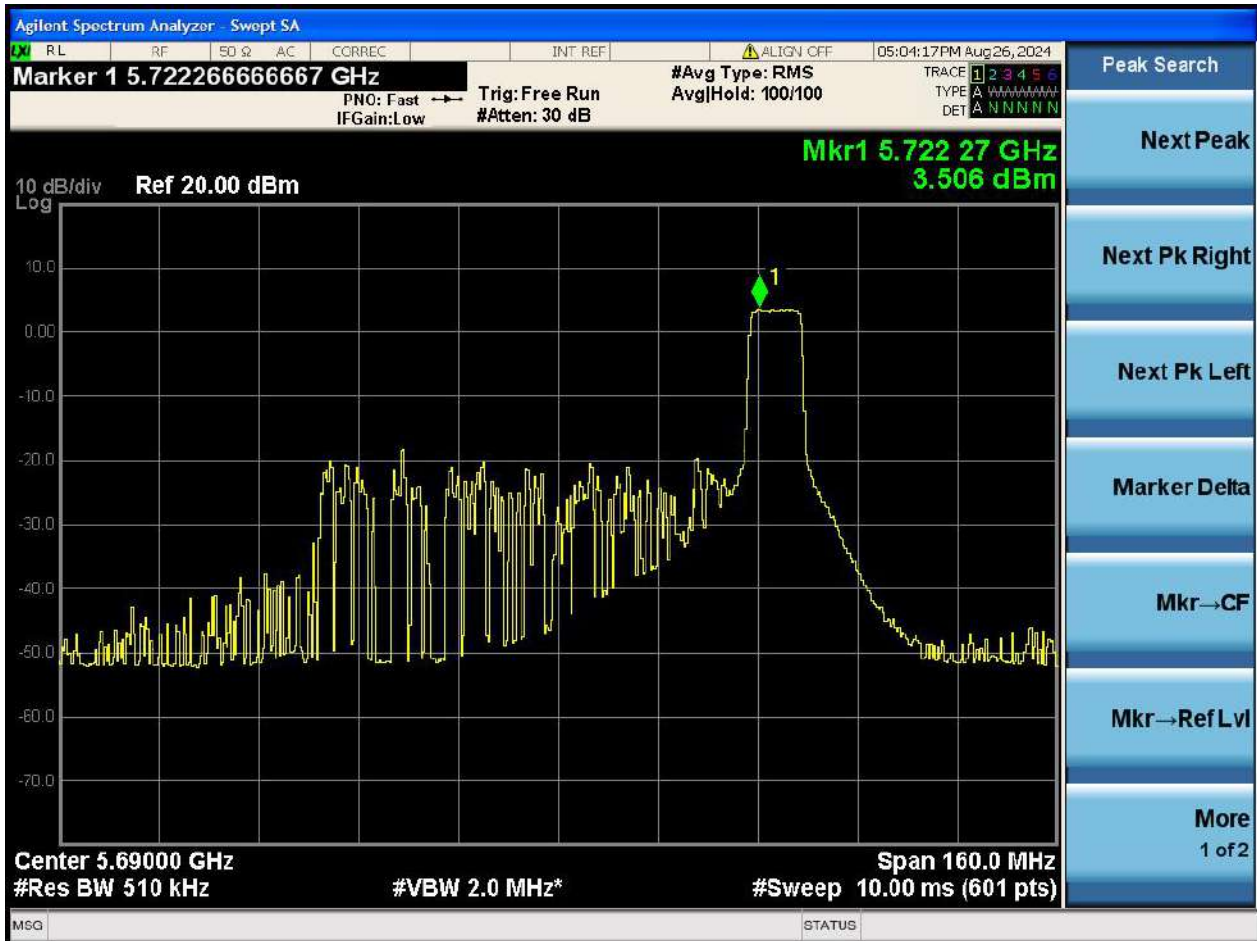 Agilent Spectrum Analyzer - Swept SA
LXI RL RF 50 Ω AC CORREC INT REF ALIGN OFF 05:04:17PM Aug 26, 2024
Marker 1 5.722266666667 GHz
PNO: Fast
IFGain:Low
Trig: Free Run
#Atten: 30 dB
#Avg Type: RMS
Avg|Hold: 100/100
TRACE 1 2 3 4 5 6
TYPE A WWWWW
DET A N N N N N
Mkr1 5.722 27 GHz
3.506 dBm
10 dB/div Ref 20.00 dBm
Log
10.0
0.00
-10.0
-20.0
-30.0
-40.0
-50.0
-60.0
-70.0
1
Center 5.69000 GHz
Span 160.0 MHz
#Res BW 510 kHz
#VBW 2.0 MHz*
#Sweep 10.00 ms (601 pts)
MSG
STATUS
Peak Search
Next Peak
Next Pk Right
Next Pk Left
Marker Delta
Mkr→CF
Mkr→Ref Lvl
More
1 of 2